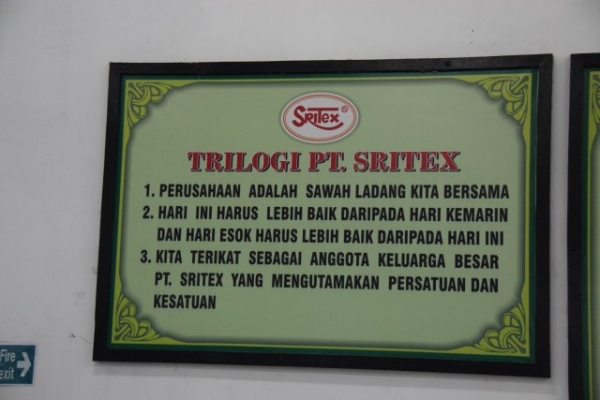 SRITEX ®
TRILOGI PT. SRITEX
1. PERUSAHAAN ADALAH SAWAH LADANG KITA BERSAMA
2. HARI INI HARUS LEBIH BAIK DARIPADA HARI KEMARIN
DAN HARI ESOK HARUS LEBIH BAIK DARIPADA HARI INI
3. KITA TERIKAT SEBAGAI ANGGOTA KELUARGA BESAR
PT. SRITEX YANG MENGUTAMAKAN PERSATUAN DAN
KESATUAN
Fire
exit